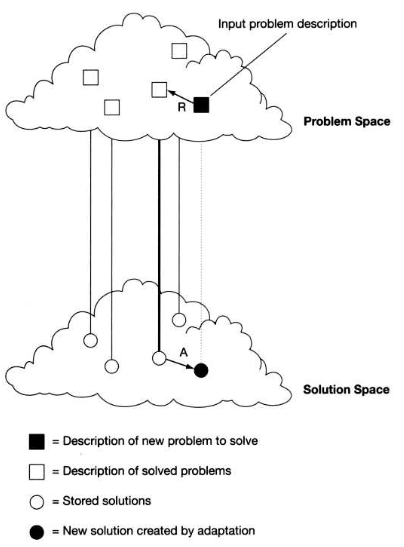 Input problem description
R
Problem Space
A
Solution Space
= Description of new problem to solve
= Description of solved problems
= Stored solutions
= New solution created by adaptation